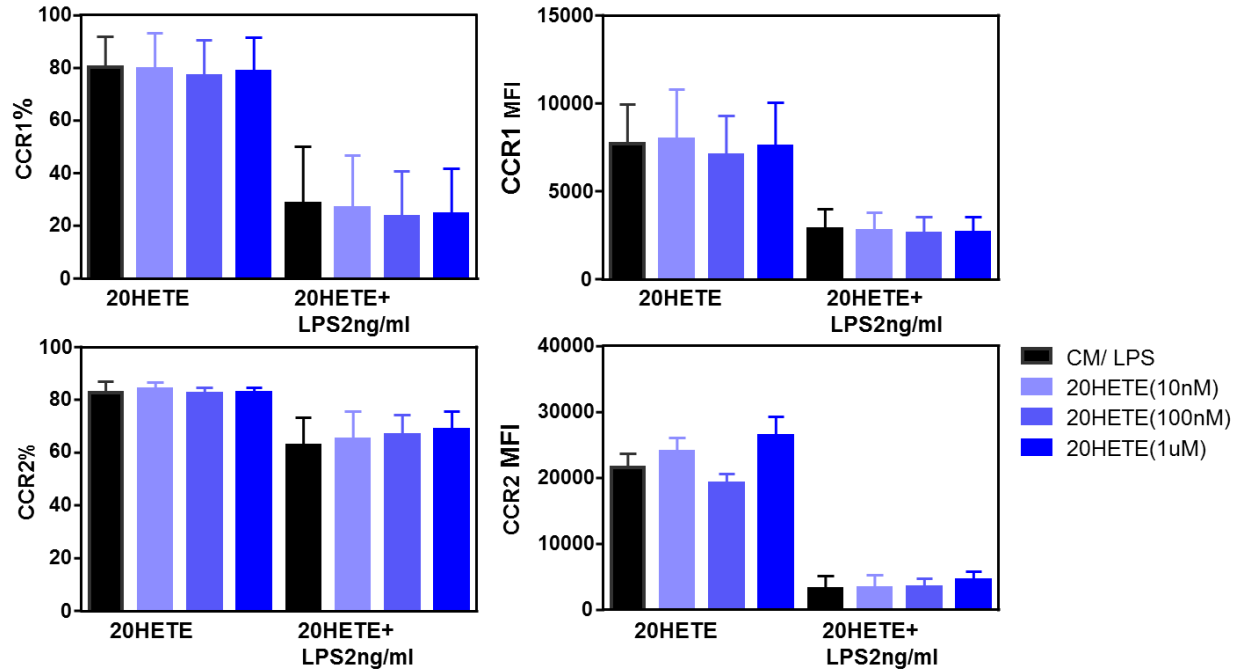 100
80
60
40
20
0
CCR1%
20HETE
20HETE+
LPS2ng/ml
15000
10000
5000
0
CCR1 MFI
20HETE
20HETE+
LPS2ng/ml
100
80
60
40
20
0
CCR2%
20HETE
20HETE+
LPS2ng/ml
40000
30000
20000
10000
0
CCR2 MFI
20HETE
20HETE+
LPS2ng/ml
CM/ LPS
20HETE(10nM)
20HETE(100nM)
20HETE(1uM)